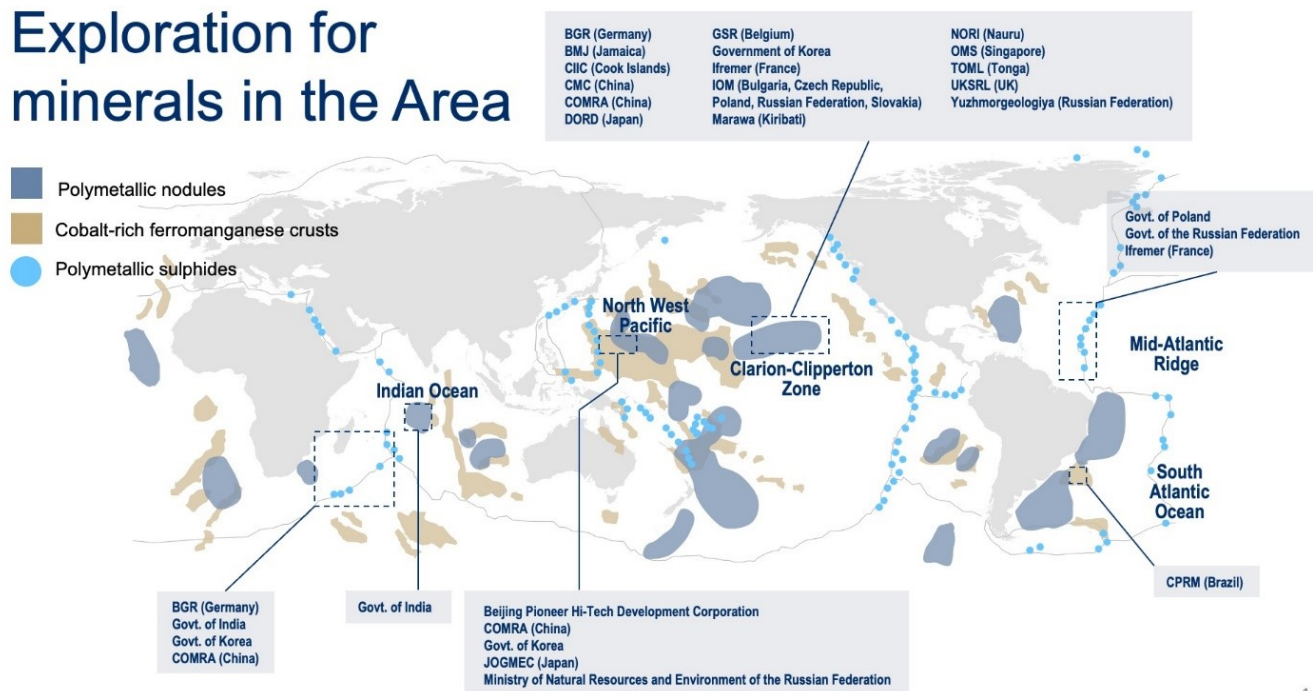 Exploration for
minerals in the Area
Polymetallic nodules
Cobalt-rich ferromanganese crusts
Polymetallic sulphides
BGR (Germany)
BMJ (Jamaica)
CIIC (Cook Islands)
CMC (China)
COMRA (China)
DORD (Japan)
GSR (Belgium)
Government of Korea
Ifremer (France)
IOM (Bulgaria, Czech Republic,
Poland, Russian Federation, Slovakia)
Marawa (Kiribati)
NORI (Nauru)
OMS (Singapore)
TOML (Tonga)
UKSRL (UK)
Yuzhmorgeologiya (Russian Federation)
Govt. of Poland
Govt. of the Russian Federation
Ifremer (France)
North West
Pacific
Clarion-Clipperton
Zone
Mid-Atlantic
Ridge
Indian Ocean
South
Atlantic
Ocean
CPRM (Brazil)
BGR (Germany)
Govt. of India
Govt. of Korea
COMRA (China)
Govt. of India
Beijing Pioneer Hi-Tech Development Corporation
COMRA (China)
Govt. of Korea
JOGMEC (Japan)
Ministry of Natural Resources and Environment of the Russian Federation